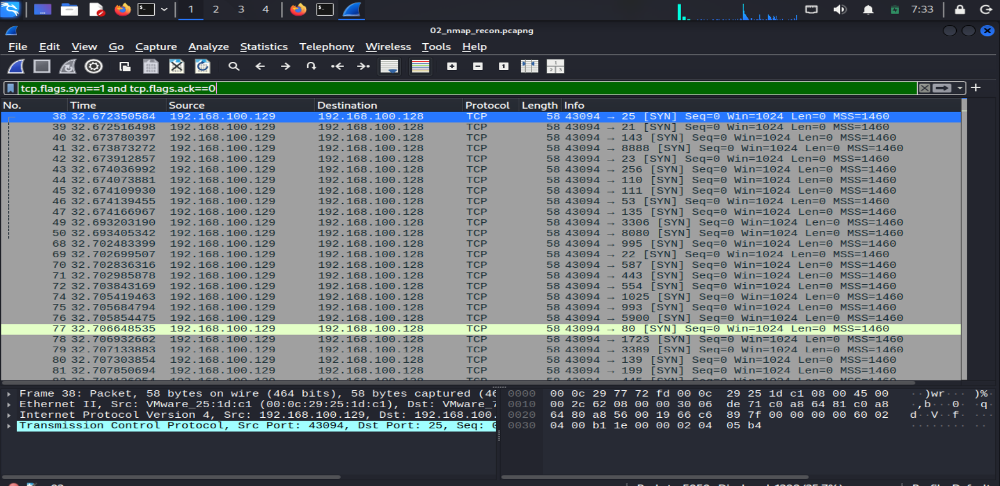 1 2 3 4 7:33
02_nmap_recon.pcapng
File Edit View Go Capture Analyze Statistics Telephony Wireless Tools Help
tcp.flags.syn==1 and tcp.flags.ack==0
No. Time Source Destination Protocol Length Info
38 32.672350584 192.168.100.129 192.168.100.128 TCP 58 43094 → 25 [SYN] Seq=0 Win=1024 Len=0 MSS=1460
39 32.672516498 192.168.100.129 192.168.100.128 TCP 58 43094 → 21 [SYN] Seq=0 Win=1024 Len=0 MSS=1460
40 32.673780397 192.168.100.129 192.168.100.128 TCP 58 43094 → 143 [SYN] Seq=0 Win=1024 Len=0 MSS=1460
41 32.673873272 192.168.100.129 192.168.100.128 TCP 58 43094 → 8888 [SYN] Seq=0 Win=1024 Len=0 MSS=1460
42 32.673912857 192.168.100.129 192.168.100.128 TCP 58 43094 → 23 [SYN] Seq=0 Win=1024 Len=0 MSS=1460
43 32.674036992 192.168.100.129 192.168.100.128 TCP 58 43094 → 256 [SYN] Seq=0 Win=1024 Len=0 MSS=1460
44 32.674073881 192.168.100.129 192.168.100.128 TCP 58 43094 → 110 [SYN] Seq=0 Win=1024 Len=0 MSS=1460
45 32.674109930 192.168.100.129 192.168.100.128 TCP 58 43094 → 111 [SYN] Seq=0 Win=1024 Len=0 MSS=1460
46 32.674139455 192.168.100.129 192.168.100.128 TCP 58 43094 → 53 [SYN] Seq=0 Win=1024 Len=0 MSS=1460
47 32.674166967 192.168.100.129 192.168.100.128 TCP 58 43094 → 135 [SYN] Seq=0 Win=1024 Len=0 MSS=1460
49 32.693203190 192.168.100.129 192.168.100.128 TCP 58 43094 → 3306 [SYN] Seq=0 Win=1024 Len=0 MSS=1460
50 32.693405342 192.168.100.129 192.168.100.128 TCP 58 43094 → 8080 [SYN] Seq=0 Win=1024 Len=0 MSS=1460
68 32.702483399 192.168.100.129 192.168.100.128 TCP 58 43094 → 995 [SYN] Seq=0 Win=1024 Len=0 MSS=1460
69 32.702699507 192.168.100.129 192.168.100.128 TCP 58 43094 → 22 [SYN] Seq=0 Win=1024 Len=0 MSS=1460
70 32.702836316 192.168.100.129 192.168.100.128 TCP 58 43094 → 587 [SYN] Seq=0 Win=1024 Len=0 MSS=1460
71 32.702985878 192.168.100.129 192.168.100.128 TCP 58 43094 → 443 [SYN] Seq=0 Win=1024 Len=0 MSS=1460
72 32.703843169 192.168.100.129 192.168.100.128 TCP 58 43094 → 554 [SYN] Seq=0 Win=1024 Len=0 MSS=1460
74 32.705419463 192.168.100.129 192.168.100.128 TCP 58 43094 → 1025 [SYN] Seq=0 Win=1024 Len=0 MSS=1460
75 32.705684794 192.168.100.129 192.168.100.128 TCP 58 43094 → 993 [SYN] Seq=0 Win=1024 Len=0 MSS=1460
76 32.705854475 192.168.100.129 192.168.100.128 TCP 58 43094 → 5900 [SYN] Seq=0 Win=1024 Len=0 MSS=1460
77 32.706648535 192.168.100.129 192.168.100.128 TCP 58 43094 → 80 [SYN] Seq=0 Win=1024 Len=0 MSS=1460
78 32.706932662 192.168.100.129 192.168.100.128 TCP 58 43094 → 1723 [SYN] Seq=0 Win=1024 Len=0 MSS=1460
79 32.707133883 192.168.100.129 192.168.100.128 TCP 58 43094 → 3389 [SYN] Seq=0 Win=1024 Len=0 MSS=1460
80 32.707303854 192.168.100.129 192.168.100.128 TCP 58 43094 → 139 [SYN] Seq=0 Win=1024 Len=0 MSS=1460
81 32.707850694 192.168.100.129 192.168.100.128 TCP 58 43094 → 199 [SYN] Seq=0 Win=1024 Len=0 MSS=1460
Frame 38: Packet, 58 bytes on wire (464 bits), 58 bytes captured (46
Ethernet II, Src: VMware_25:1d:c1 (00:0c:29:25:1d:c1), Dst: VMware_7
Internet Protocol Version 4, Src: 192.168.100.129, Dst: 192.168.100.
Transmission Control Protocol, Src Port: 43094, Dst Port: 25, Seq: 0
0000 00 0c 29 77 72 fd 00 0c 29 25 1d c1 08 00 45 00 ··)wr··· )%·
0010 00 2c 62 08 00 00 30 06 de 71 c0 a8 64 81 c0 a8 ·,b···0· ·q
0020 64 80 a8 56 00 19 66 c6 89 7f 00 00 00 00 60 02 d··V··f· ···
0030 04 00 b1 1e 00 00 02 04 05 b4 ········ ··